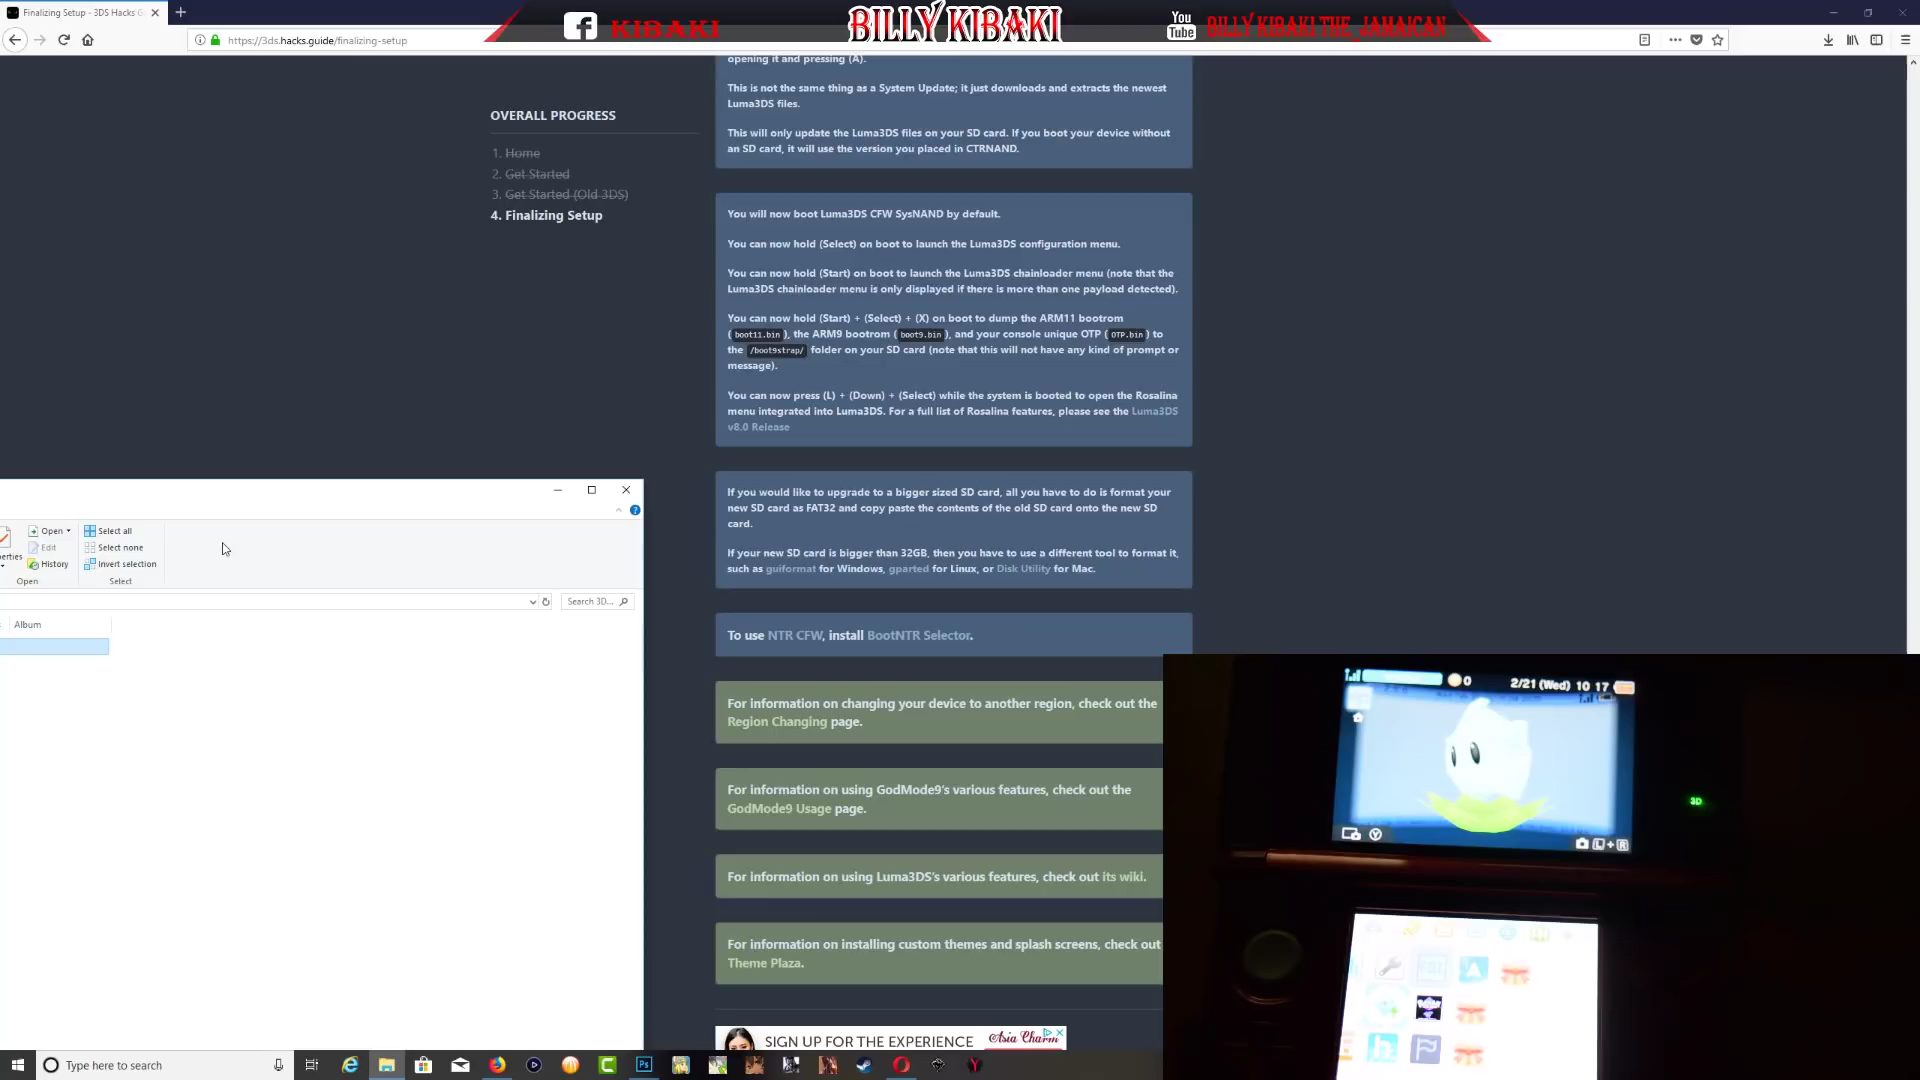 Finalizing Setup - 3DS Hacks G
https://3ds.hacks.guide/finalizing-setup
KIBAKI
BILLY KIBAKI
You Tube
BILLY KIBAKI THE_JAMAICAN
OVERALL PROGRESS
1. Home
2. Get Started
3. Get Started (Old 3DS)
4. Finalizing Setup
opening it and pressing (A).
This is not the same thing as a System Update; it just downloads and extracts the newest
Luma3DS files.
This will only update the Luma3DS files on your SD card. If you boot your device without
an SD card, it will use the version you placed in CTRNAND.
You will now boot Luma3DS CFW SysNAND by default.
You can now hold (Select) on boot to launch the Luma3DS configuration menu.
You can now hold (Start) on boot to launch the Luma3DS chainloader menu (note that the
Luma3DS chainloader menu is only displayed if there is more than one payload detected).
You can now hold (Start) + (Select) + (X) on boot to dump the ARM11 bootrom
( boot11.bin ), the ARM9 bootrom ( boot9.bin ), and your console unique OTP ( OTP.bin ) to
the /boot9strap/ folder on your SD card (note that this will not have any kind of prompt or
message).
You can now press (L) + (Down) + (Select) while the system is booted to open the Rosalina
menu integrated into Luma3DS. For a full list of Rosalina features, please see the Luma3DS
v8.0 Release
If you would like to upgrade to a bigger sized SD card, all you have to do is format your
new SD card as FAT32 and copy paste the contents of the old SD card onto the new SD
card.
If your new SD card is bigger than 32GB, then you have to use a different tool to format it,
such as guiformat for Windows, gparted for Linux, or Disk Utility for Mac.
To use NTR CFW, install BootNTR Selector.
For information on changing your device to another region, check out the
Region Changing page.
For information on using GodMode9's various features, check out the
GodMode9 Usage page.
For information on using Luma3DS's various features, check out its wiki.
For information on installing custom themes and splash screens, check out
Theme Plaza.
SIGN UP FOR THE EXPERIENCE
Asia Charm
erties
Open
Edit
History
Open
Select all
Select none
Invert selection
Select
Search 3D...
Album
0
2/21 (Wed) 10 17
Y
L+R
3D
Type here to search